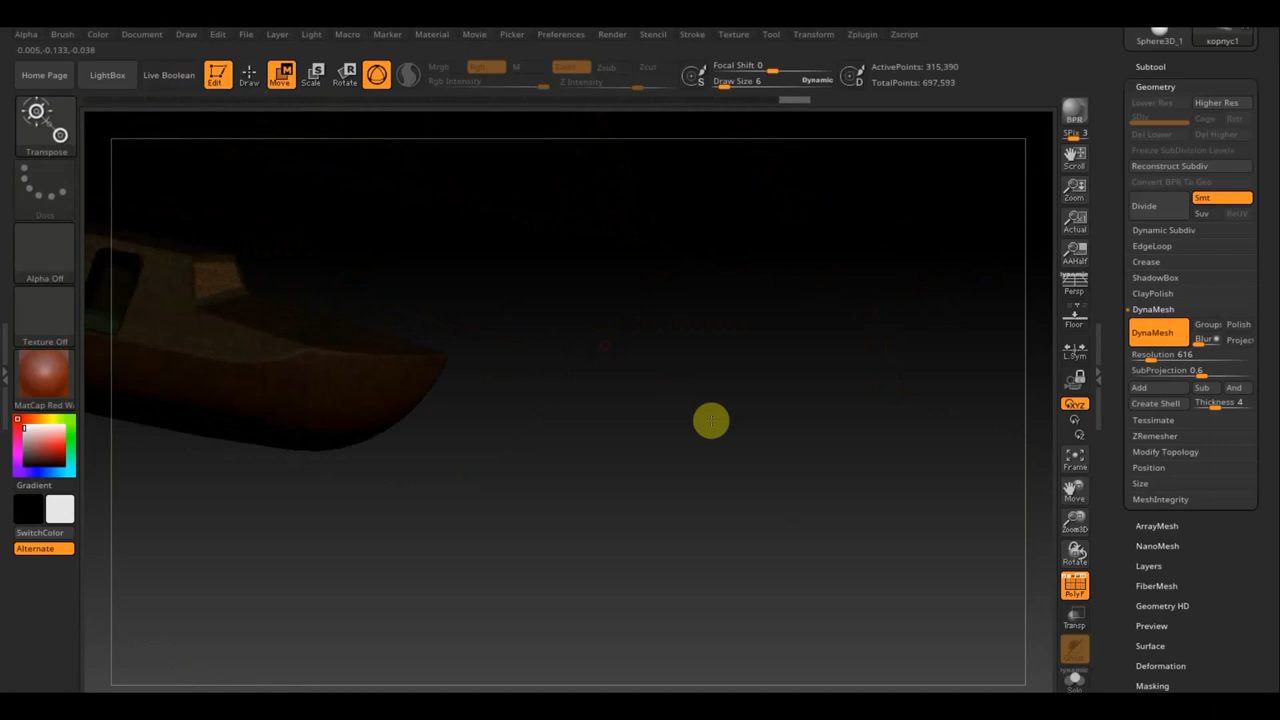 Alpha Brush Color Document Draw Edit File Layer Light Macro Marker Material Movie Picker Preferences Render Stencil Stroke Texture Tool Transform Zplugin Zscript
0.005,-0.133,-0.038
Home Page
LightBox
Live Boolean
Edit
Draw
Move
Scale
Rotate
Mrgb
Rgb
M
Rgb Intensity
Zadd
Zsub
Zcut
Z Intensity
S
Focal Shift 0
Draw Size 6
Dynamic
D
ActivePoints: 315,390
TotalPoints: 697,593
Transpose
Dots
Alpha Off
Texture Off
MatCap Red W
Gradient
SwitchColor
Alternate
BPR
SPix 3
Scroll
Zoom
Actual
AAHalf
dynamic
Persp
Floor
L.Sym
XYZ
Frame
Move
Zoom3D
Rotate
PolyF
Transp
Ghost
dynamic
Solo
Sphere3D_1
корпус1
Subtool
Geometry
Lower Res
Higher Res
SDiv
Cage
Rstr
Del Lower
Del Higher
Freeze SubDivision Levels
Reconstruct Subdiv
Convert BPR To Geo
Divide
Smt
Suv
ReUV
Dynamic Subdiv
EdgeLoop
Crease
ShadowBox
ClayPolish
DynaMesh
DynaMesh
Group
Polish
Blur
Projec
Resolution 616
SubProjection 0.6
Add
Sub
And
Create Shell
Thickness 4
Tessimate
ZRemesher
Modify Topology
Position
Size
MeshIntegrity
ArrayMesh
NanoMesh
Layers
FiberMesh
Geometry HD
Preview
Surface
Deformation
Masking